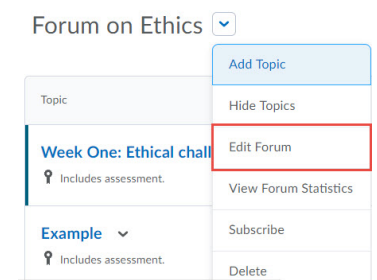 Forum on Ethics
Add Topic
Hide Topics
Edit Forum
View Forum Statistics
Subscribe
Delete
Topic
Week One: Ethical chall
Includes assessment.
Example
Includes assessment.